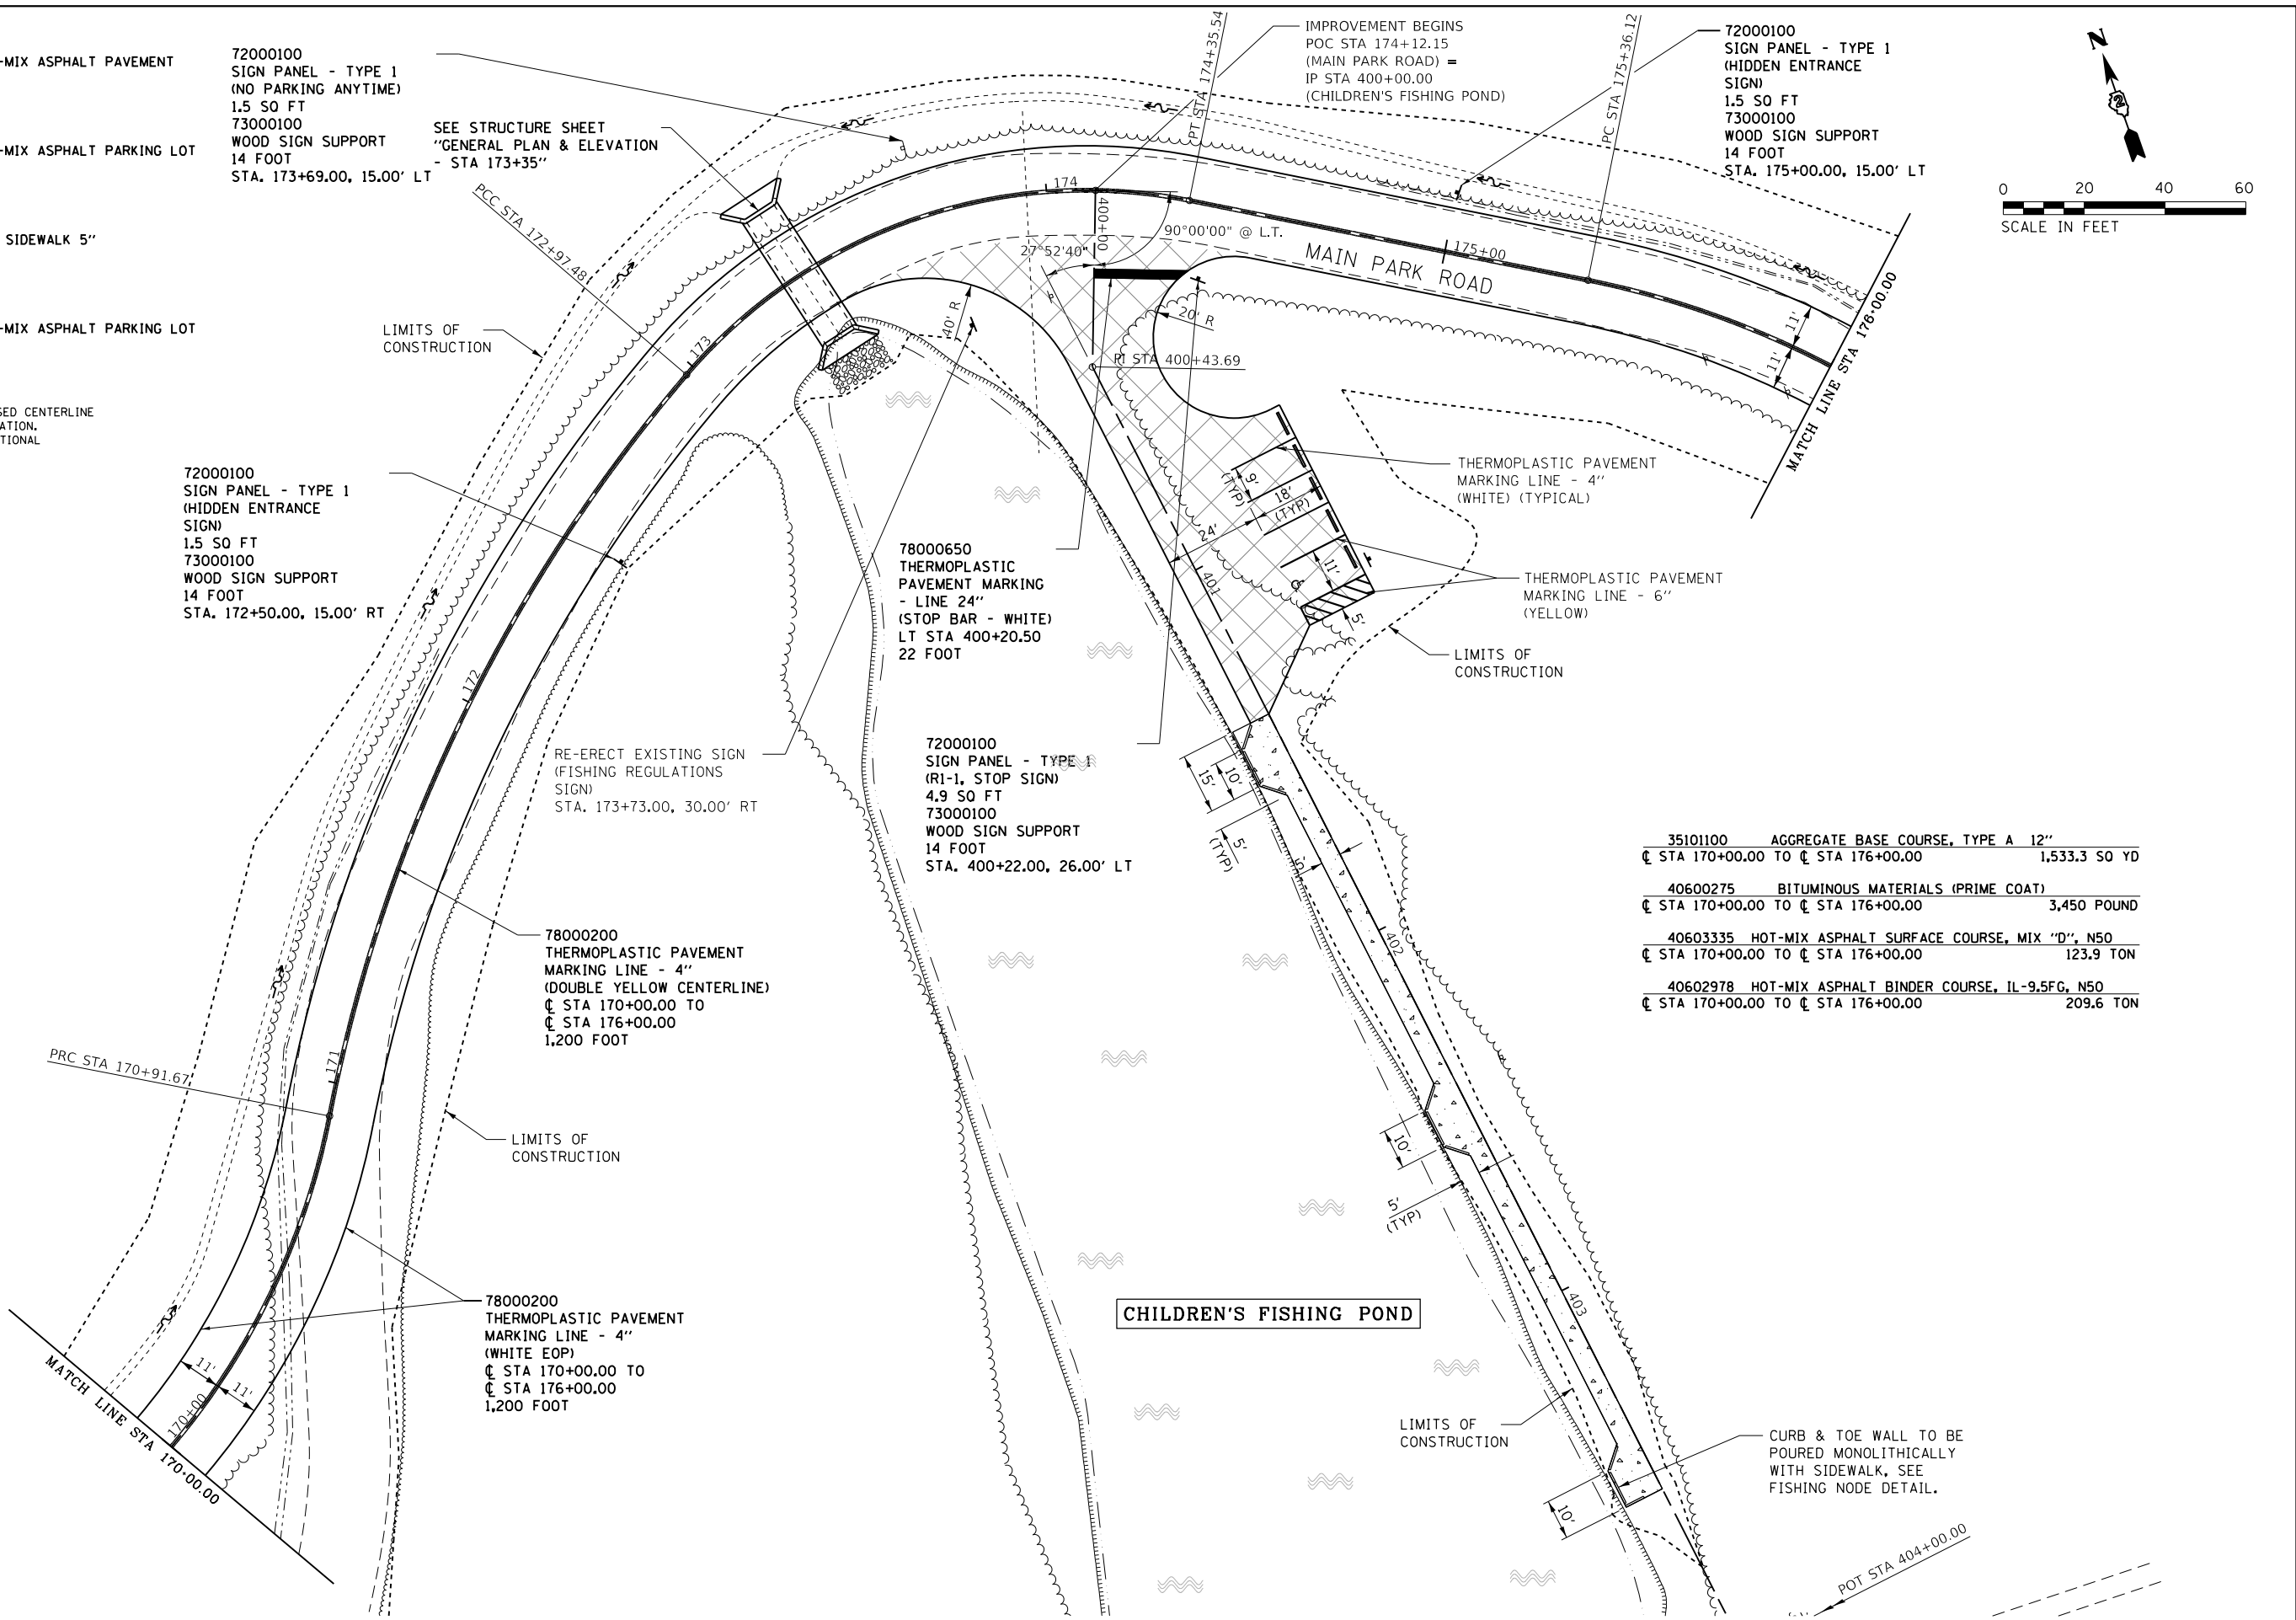 -MIX ASPHALT PAVEMENT
-MIX ASPHALT PARKING LOT
SIDEWALK 5"
-MIX ASPHALT PARKING LOT
SED CENTERLINE
ATION.
TIONAL
72000100
SIGN PANEL - TYPE 1
(NO PARKING ANYTIME)
1.5 SQ FT
73000100
WOOD SIGN SUPPORT
14 FOOT
STA. 173+69.00, 15.00' LT
SEE STRUCTURE SHEET
"GENERAL PLAN & ELEVATION
- STA 173+35"
IMPROVEMENT BEGINS
POC STA 174+12.15
(MAIN PARK ROAD) =
IP STA 400+00.00
(CHILDREN'S FISHING POND)
72000100
SIGN PANEL - TYPE 1
(HIDDEN ENTRANCE
SIGN)
1.5 SQ FT
73000100
WOOD SIGN SUPPORT
14 FOOT
STA. 175+00.00, 15.00' LT
N
2
0 20 40 60
SCALE IN FEET
PT STA 174+35.54
PC STA 175+36.12
PCC STA 172+97.48
174
400+00
90°00'00" @ L.T.
27°52'40"
175+00
MAIN PARK ROAD
11'
11'
MATCH LINE STA 176+00.00
173
40' R
20' R
PI STA 400+43.69
LIMITS OF
CONSTRUCTION
72000100
SIGN PANEL - TYPE 1
(HIDDEN ENTRANCE
SIGN)
1.5 SQ FT
73000100
WOOD SIGN SUPPORT
14 FOOT
STA. 172+50.00, 15.00' RT
THERMOPLASTIC PAVEMENT
MARKING LINE - 4"
(WHITE) (TYPICAL)
9'
(TYP)
18'
(TYP)
24'
11'
5'
401
THERMOPLASTIC PAVEMENT
MARKING LINE - 6"
(YELLOW)
LIMITS OF
CONSTRUCTION
78000650
THERMOPLASTIC
PAVEMENT MARKING
- LINE 24"
(STOP BAR - WHITE)
LT STA 400+20.50
22 FOOT
172
RE-ERECT EXISTING SIGN
(FISHING REGULATIONS
SIGN)
STA. 173+73.00, 30.00' RT
72000100
SIGN PANEL - TYPE 1
(R1-1, STOP SIGN)
4.9 SQ FT
73000100
WOOD SIGN SUPPORT
14 FOOT
STA. 400+22.00, 26.00' LT
15'
10'
5'
(TYP)
5'
402
35101100 AGGREGATE BASE COURSE, TYPE A 12"
℄ STA 170+00.00 TO ℄ STA 176+00.00 1,533.3 SQ YD
40600275 BITUMINOUS MATERIALS (PRIME COAT)
℄ STA 170+00.00 TO ℄ STA 176+00.00 3,450 POUND
40603335 HOT-MIX ASPHALT SURFACE COURSE, MIX "D", N50
℄ STA 170+00.00 TO ℄ STA 176+00.00 123.9 TON
40602978 HOT-MIX ASPHALT BINDER COURSE, IL-9.5FG, N50
℄ STA 170+00.00 TO ℄ STA 176+00.00 209.6 TON
78000200
THERMOPLASTIC PAVEMENT
MARKING LINE - 4"
(DOUBLE YELLOW CENTERLINE)
℄ STA 170+00.00 TO
℄ STA 176+00.00
1,200 FOOT
PRC STA 170+91.67
171
LIMITS OF
CONSTRUCTION
10'
5'
(TYP)
403
78000200
THERMOPLASTIC PAVEMENT
MARKING LINE - 4"
(WHITE EOP)
℄ STA 170+00.00 TO
℄ STA 176+00.00
1,200 FOOT
CHILDREN'S FISHING POND
11'
11'
170+00
MATCH LINE STA 170+00.00
LIMITS OF
CONSTRUCTION
CURB & TOE WALL TO BE
POURED MONOLITHICALLY
WITH SIDEWALK, SEE
FISHING NODE DETAIL.
10'
POT STA 404+00.00